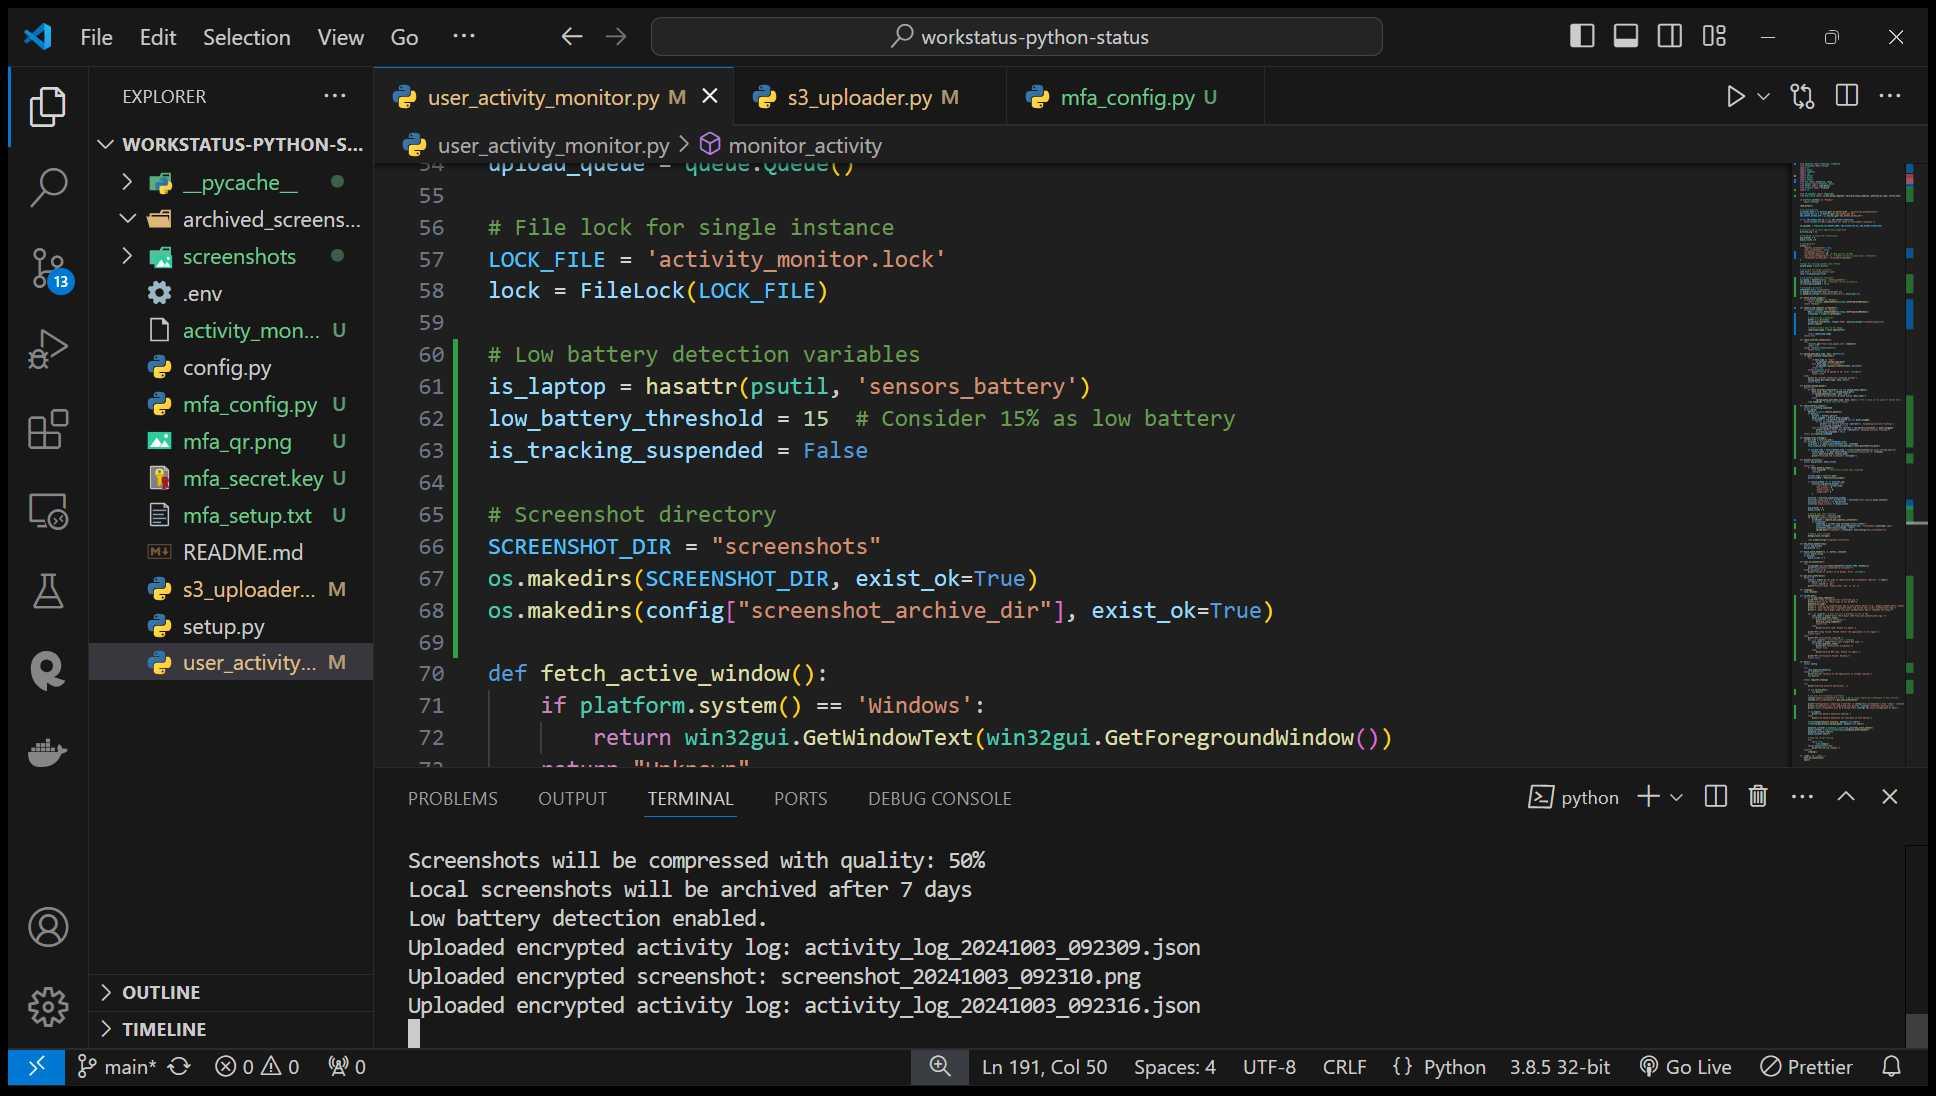 File Edit Selection View Go ··· workstatus-python-status
EXPLORER ···
WORKSTATUS-PYTHON-S...
__pycache__
archived_screens...
screenshots
.env
activity_mon... U
config.py
mfa_config.py U
mfa_qr.png U
mfa_secret.key U
mfa_setup.txt U
README.md
s3_uploader... M
setup.py
user_activity... M
OUTLINE
TIMELINE
13
user_activity_monitor.py M
s3_uploader.py M
mfa_config.py U
user_activity_monitor.py > monitor_activity
54 upload_queue = queue.Queue()
55
56 # File lock for single instance
57 LOCK_FILE = 'activity_monitor.lock'
58 lock = FileLock(LOCK_FILE)
59
60 # Low battery detection variables
61 is_laptop = hasattr(psutil, 'sensors_battery')
62 low_battery_threshold = 15 # Consider 15% as low battery
63 is_tracking_suspended = False
64
65 # Screenshot directory
66 SCREENSHOT_DIR = "screenshots"
67 os.makedirs(SCREENSHOT_DIR, exist_ok=True)
68 os.makedirs(config["screenshot_archive_dir"], exist_ok=True)
69
70 def fetch_active_window():
71 if platform.system() == 'Windows':
72 return win32gui.GetWindowText(win32gui.GetForegroundWindow())
73 return "Unknown"
PROBLEMS OUTPUT TERMINAL PORTS DEBUG CONSOLE python
Screenshots will be compressed with quality: 50%
Local screenshots will be archived after 7 days
Low battery detection enabled.
Uploaded encrypted activity log: activity_log_20241003_092309.json
Uploaded encrypted screenshot: screenshot_20241003_092310.png
Uploaded encrypted activity log: activity_log_20241003_092316.json
main* 0 0 0 Ln 191, Col 50 Spaces: 4 UTF-8 CRLF {} Python 3.8.5 32-bit Go Live Prettier